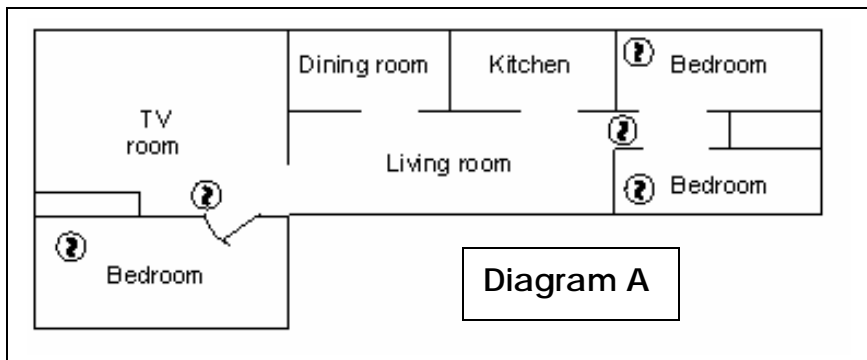 Dining room
Kitchen
Bedroom
TV
room
Living room
Bedroom
Bedroom
Diagram A